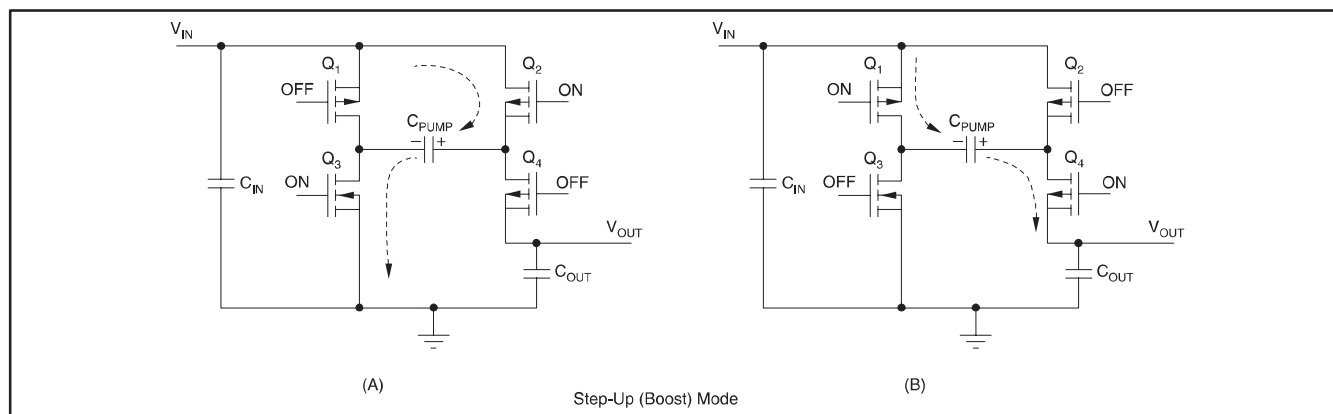 V_IN
Q_1
Q_2
OFF
ON
C_PUMP
− +
Q_3
Q_4
ON
OFF
C_IN
V_OUT
C_OUT
(A)
V_IN
Q_1
Q_2
ON
OFF
C_PUMP
− +
Q_3
Q_4
OFF
ON
C_IN
V_OUT
C_OUT
(B)
Step-Up (Boost) Mode